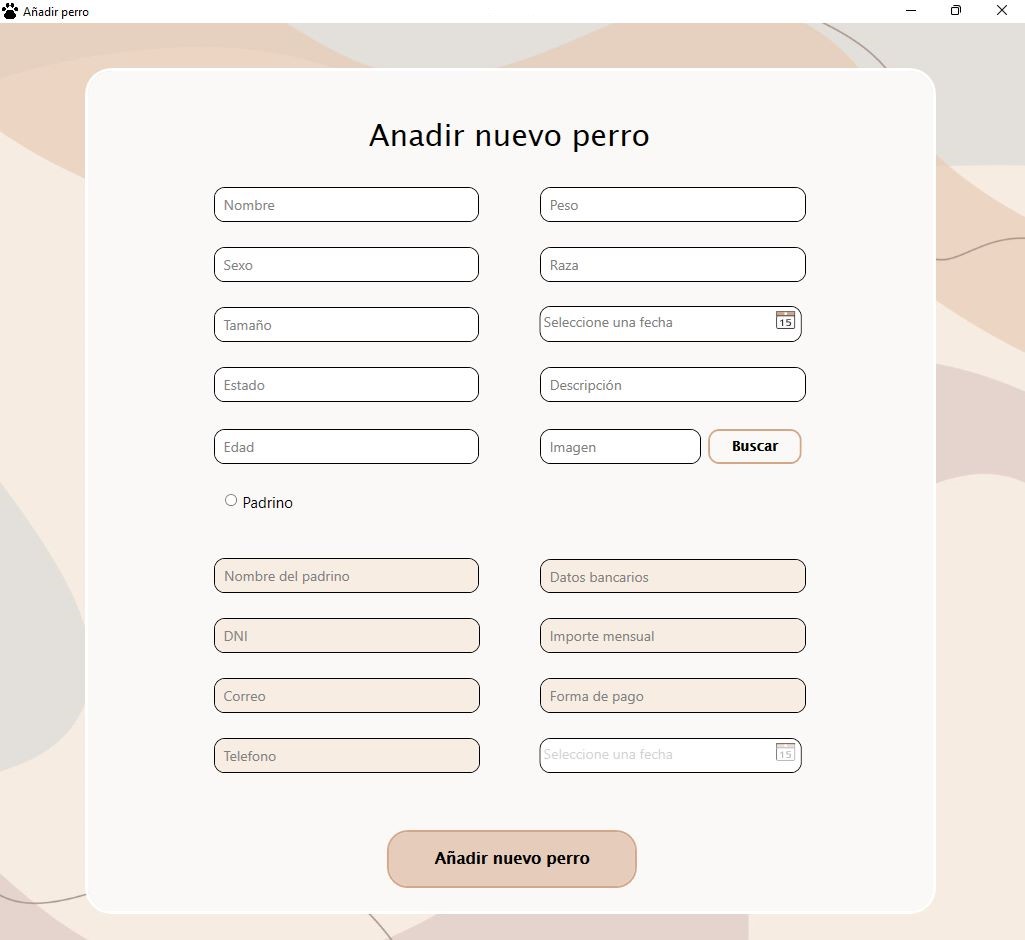 Añadir perro
Anadir nuevo perro
Nombre
Peso
Sexo
Raza
Tamaño
Seleccione una fecha
15
Estado
Descripción
Edad
Imagen
Buscar
Padrino
Nombre del padrino
Datos bancarios
DNI
Importe mensual
Correo
Forma de pago
Telefono
Seleccione una fecha
15
Añadir nuevo perro